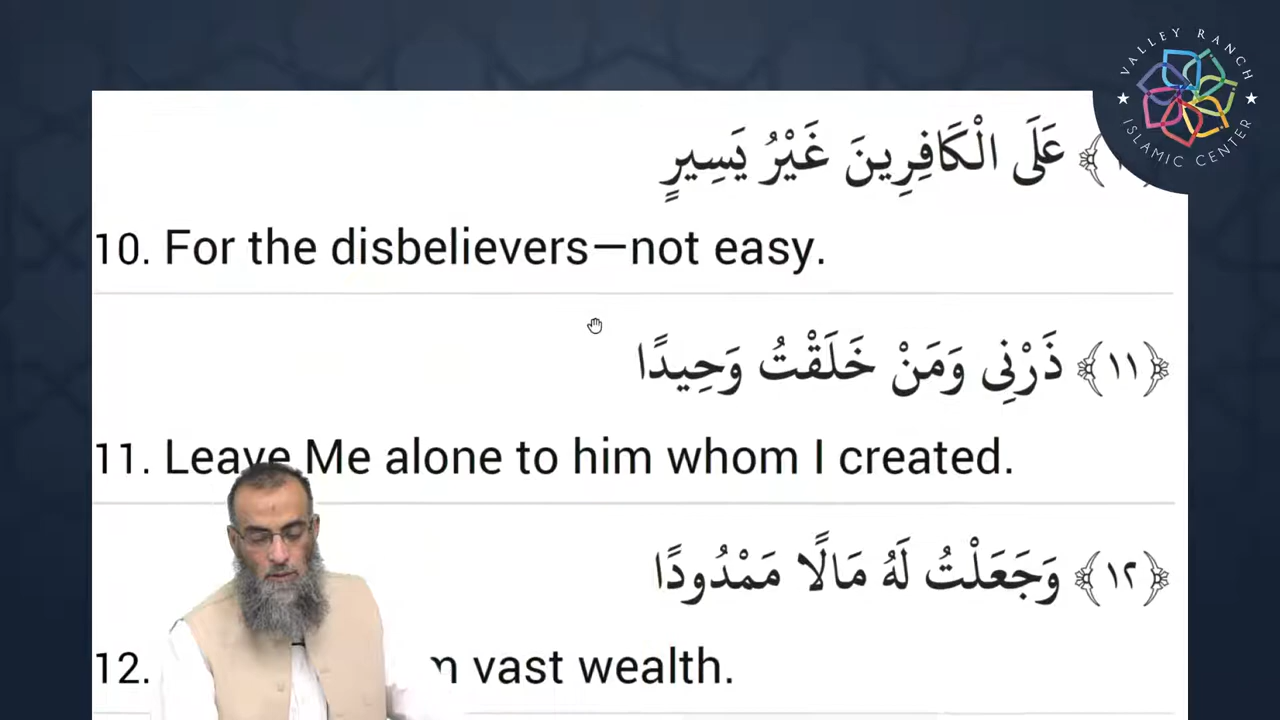 VALLEY RANCH
ISLAMIC CENTER
عَلَى الْكَافِرِينَ غَيْرُ يَسِيرٍ
10. For the disbelievers—not easy.
﴿١١﴾ ذَرْنِى وَمَنْ خَلَقْتُ وَحِيدًا
11. Leave Me alone to him whom I created.
﴿١٢﴾ وَجَعَلْتُ لَهُ مَالًا مَمْدُودًا
12. vast wealth.